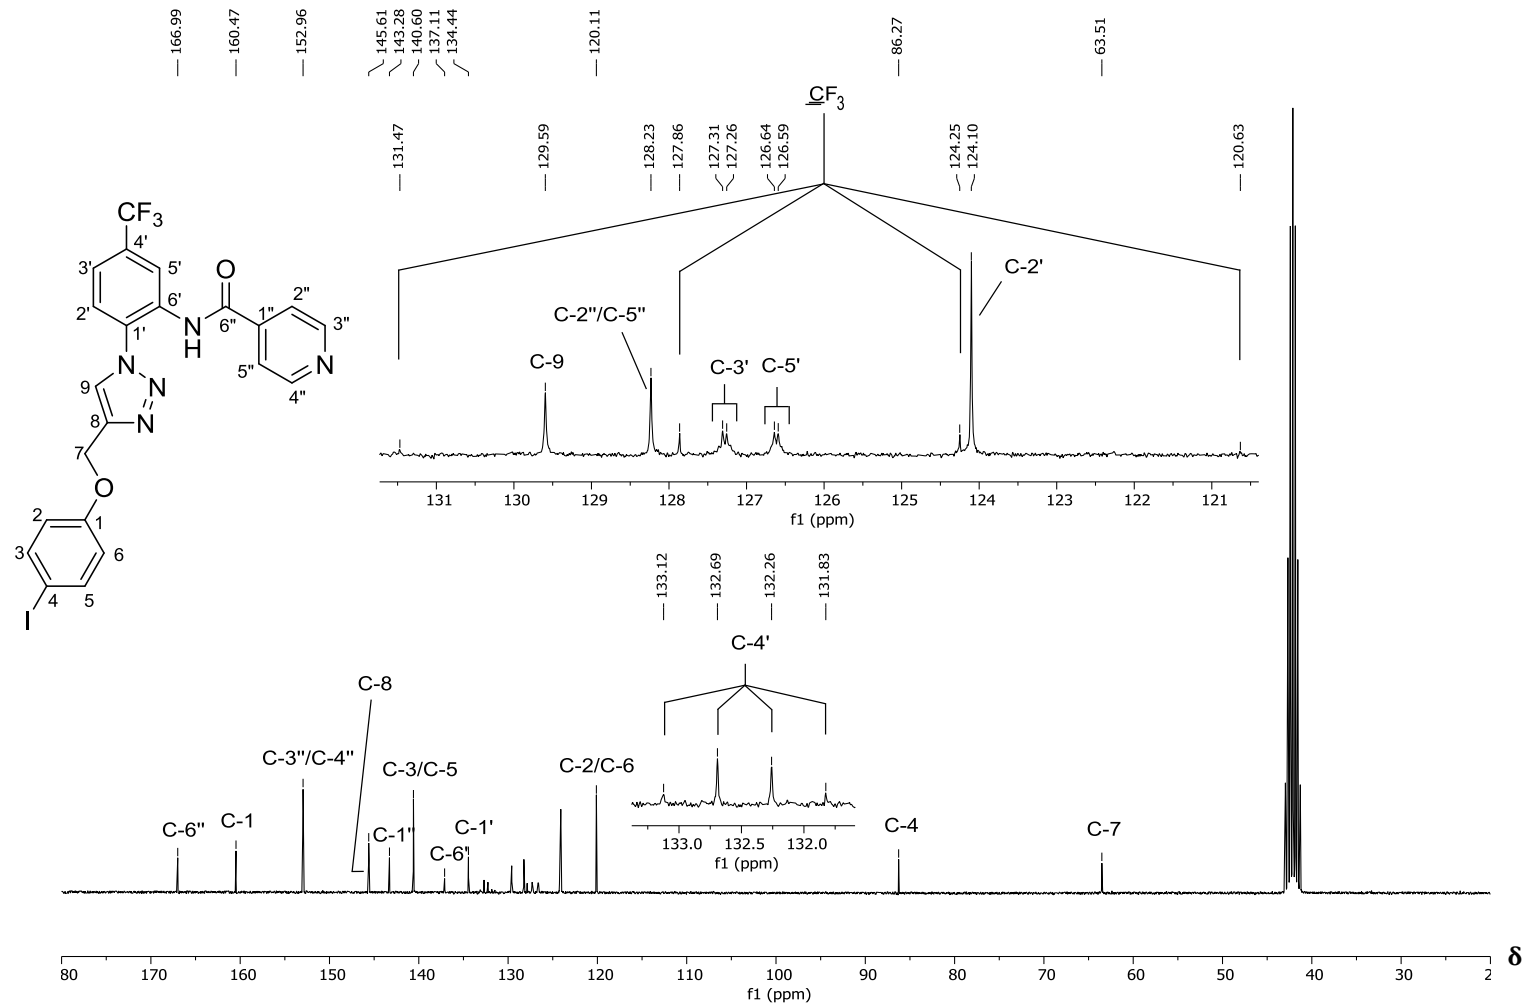 166.99
160.47
152.96
145.61
143.28
140.60
137.11
134.44
120.11
86.27
63.51
CF3
131.47
129.59
128.23
127.86
127.31
127.26
126.64
126.59
124.25
124.10
120.63
C-2'
C-2''/C-5''
C-9
C-3'
C-5'
131 130 129 128 127 126 125 124 123 122 121
f1 (ppm)
CF3
4'
3'
5'
O
2'
6'
2''
1''
3''
1'
N
H
6''
N
5''
4''
N
9
N
8
N
7
O
2
1
3
6
4
5
I
133.12
132.69
132.26
131.83
C-4'
133.0 132.5 132.0
f1 (ppm)
C-8
C-3''/C-4''
C-3/C-5
C-2/C-6
C-6''
C-1
C-1''
C-1'
C-6'
C-4
C-7
80 170 160 150 140 130 120 110 100 90 80 70 60 50 40 30 2
f1 (ppm)
δ